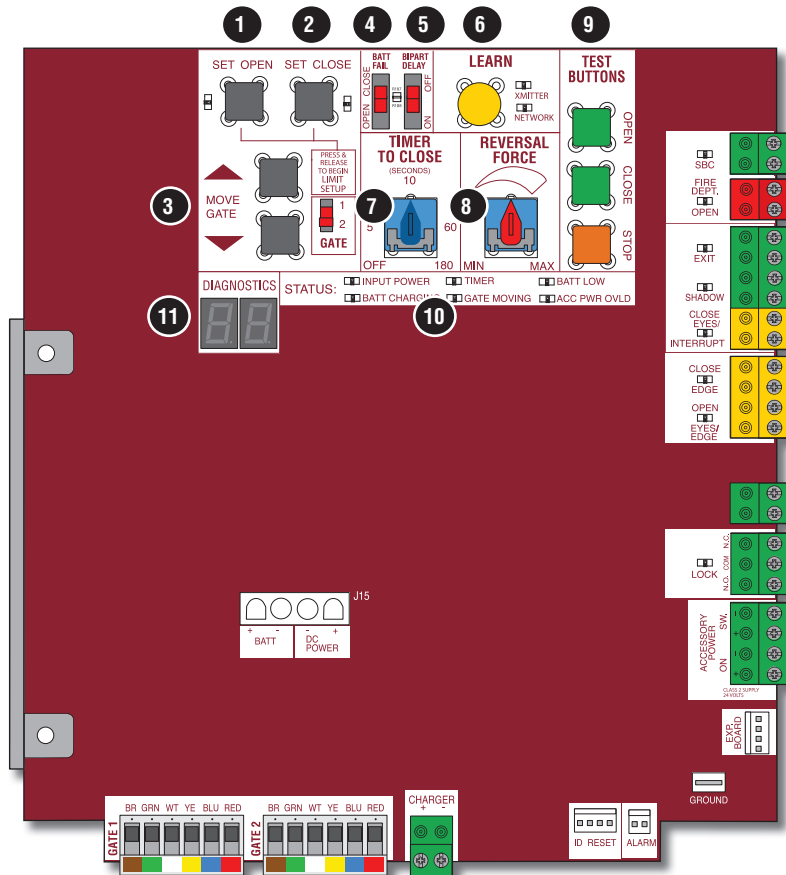 1
2
4
5
6
9
SET OPEN
SET CLOSE
BATT
FAIL
CLOSE
OPEN
BIPART
DELAY
OFF
ON
LEARN
XMITTER
NETWORK
TEST
BUTTONS
OPEN
CLOSE
STOP
PRESS &
RELEASE
TO BEGIN
LIMIT
SETUP
3
MOVE
GATE
1
2
GATE
TIMER
TO CLOSE
(SECONDS)
10
7
5
60
OFF
180
REVERSAL
FORCE
8
MIN
MAX
DIAGNOSTICS
11
88
STATUS:
INPUT POWER
TIMER
BATT LOW
BATT CHARGING
GATE MOVING
ACC PWR OVLD
10
SBC
FIRE
DEPT.
OPEN
EXIT
SHADOW
CLOSE
EYES/
INTERRUPT
CLOSE
EDGE
OPEN
EYES/
EDGE
N.C.
COM
N.O.
LOCK
ACCESSORY
POWER
SW.
ON
- + - +
CLASS 2 SUPPLY
24 VOLTS
EXP.
BOARD
GROUND
J15
+ - - +
BATT
DC
POWER
GATE 1
BR GRN WT YE BLU RED
GATE 2
BR GRN WT YE BLU RED
CHARGER
+ -
ID
RESET
ALARM